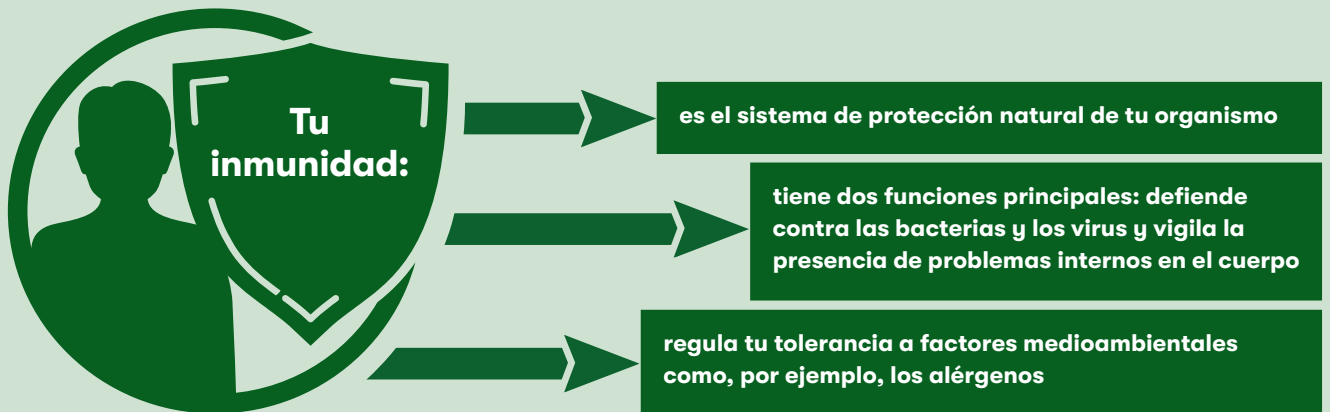 Tu
inmunidad:
es el sistema de protección natural de tu organismo
tiene dos funciones principales: defiende
contra las bacterias y los virus y vigila la
presencia de problemas internos en el cuerpo
regula tu tolerancia a factores medioambientales
como, por ejemplo, los alérgenos